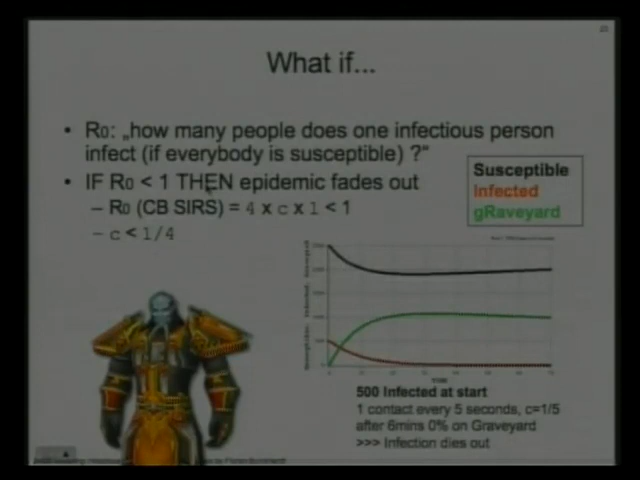 What if...
• R0: „how many people does one infectious person
infect (if everybody is susceptible) ?“
• IF R0 < 1 THEN epidemic fades out
– R0 (CB SIRS) = 4 x c x 1 < 1
– c < 1/4
Susceptible
Infected
gRaveyard
500 Infected at start
1 contact every 5 seconds, c=1/5
after 6mins 0% on Graveyard
>>> Infection dies out